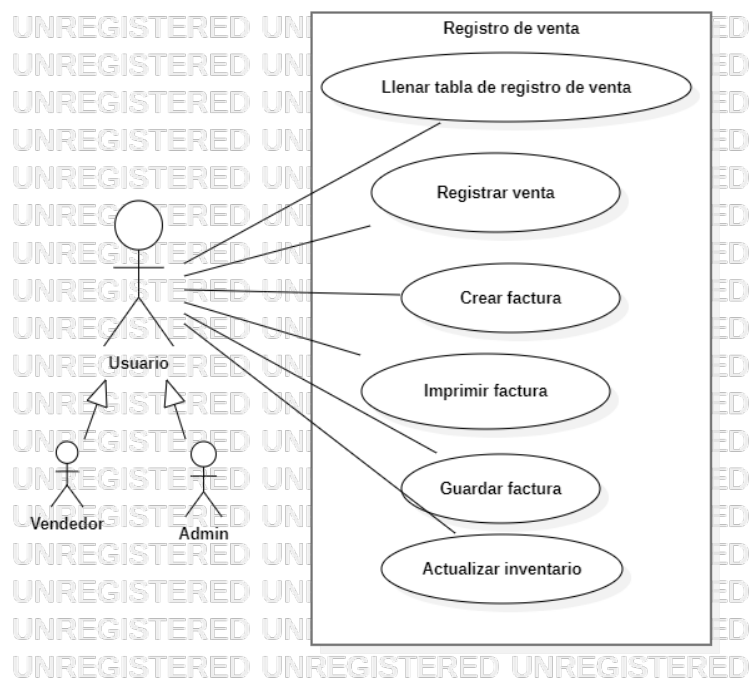 Registro de venta
Llenar tabla de registro de venta
Registrar venta
Crear factura
Imprimir factura
Guardar factura
Actualizar inventario
Usuario
Vendedor
Admin
UNREGISTERED UNREGISTERED UNREGISTERED